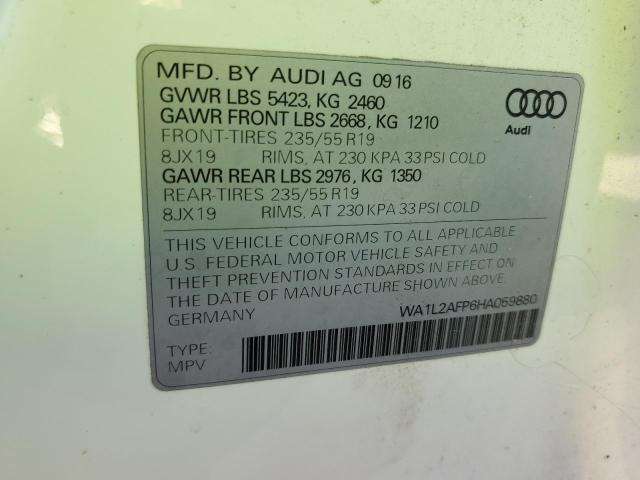 MFD. BY AUDI AG 09 16
GVWR LBS 5423, KG 2460
GAWR FRONT LBS 2668, KG 1210
FRONT-TIRES 235/55 R19
8JX19 RIMS, AT 230 KPA 33 PSI COLD
GAWR REAR LBS 2976, KG 1350
REAR-TIRES 235/55 R19
8JX19 RIMS, AT 230 KPA 33 PSI COLD
Audi
THIS VEHICLE CONFORMS TO ALL APPLICABLE
U.S. FEDERAL MOTOR VEHICLE SAFETY AND
THEFT PREVENTION STANDARDS IN EFFECT ON
THE DATE OF MANUFACTURE SHOWN ABOVE.
GERMANY
WA1L2AFP6HA059880
TYPE:
MPV